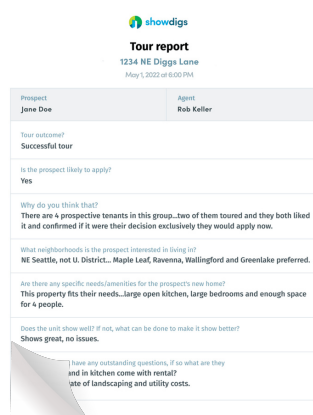 showdigs
Tour report
1234 NE Diggs Lane
May 1, 2022 at 6:00 PM
Prospect
Agent
Jane Doe
Rob Keller
Tour outcome?
Successful tour
Is the prospect likely to apply?
Yes
Why do you think that?
There are 4 prospective tenants in this group...two of them toured and they both liked
it and confirmed if it were their decision exclusively they would apply now.
What neighborhoods is the prospect interested in living in?
NE Seattle, not U. District... Maple Leaf, Ravenna, Wallingford and Greenlake preferred.
Are there any specific needs/amenities for the prospect's new home?
This property fits their needs...large open kitchen, large bedrooms and enough space
for 4 people.
Does the unit show well? If not, what can be done to make it show better?
Shows great, no issues.
have any outstanding questions, if so what are they
and in kitchen come with rental?
of landscaping and utility costs.